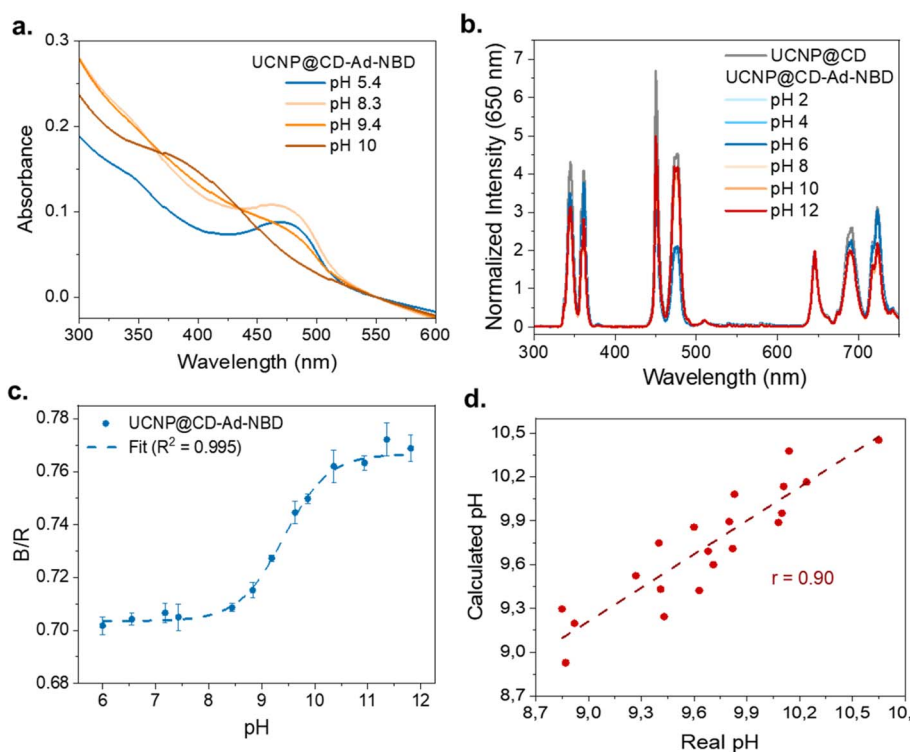 a.
0.3
0.2
0.1
0.0
Absorbance
UCNP@CD-Ad-NBD
pH 5.4
pH 8.3
pH 9.4
pH 10
300 350 400 450 500 550 600
Wavelength (nm)
b.
7
6
5
4
3
2
1
0
Normalized Intensity (650 nm)
UCNP@CD
UCNP@CD-Ad-NBD
pH 2
pH 4
pH 6
pH 8
pH 10
pH 12
300 400 500 600 700
Wavelength (nm)
c.
0.78
0.76
0.74
0.72
0.70
0.68
B/R
UCNP@CD-Ad-NBD
Fit (R² = 0.995)
6 7 8 9 10 11 12
pH
d.
10,5
10,2
9,9
9,6
9,3
9,0
8,7
Calculated pH
r = 0.90
8,7 9,0 9,3 9,6 9,9 10,2 10,5 10,
Real pH